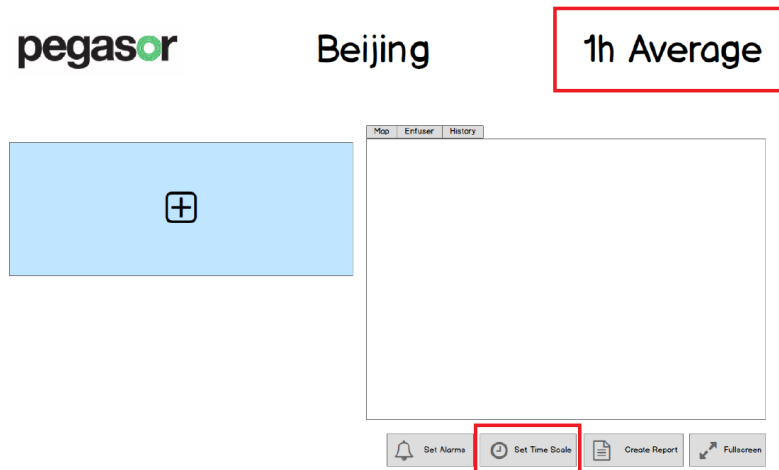 pegasor
Beijing
1h Average
Map Enfuser History
Set Alarms Set Time Scale Create Report Fullscreen